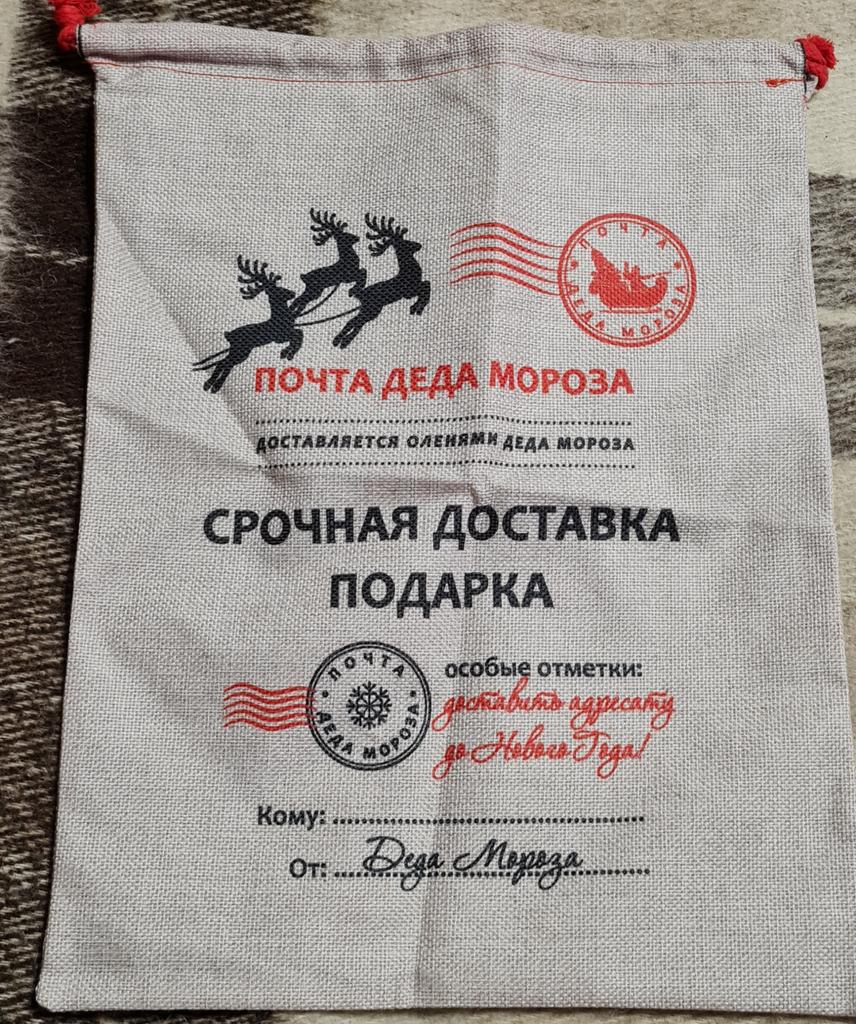 ПОЧТА
ДЕДА МОРОЗА
ПОЧТА ДЕДА МОРОЗА
ДОСТАВЛЯЕТСЯ ОЛЕНЯМИ ДЕДА МОРОЗА
СРОЧНАЯ ДОСТАВКА
ПОДАРКА
ПОЧТА
ДЕДА МОРОЗА
особые отметки:
доставить адресату
до Нового Года!
Кому:
От: Деда Мороза